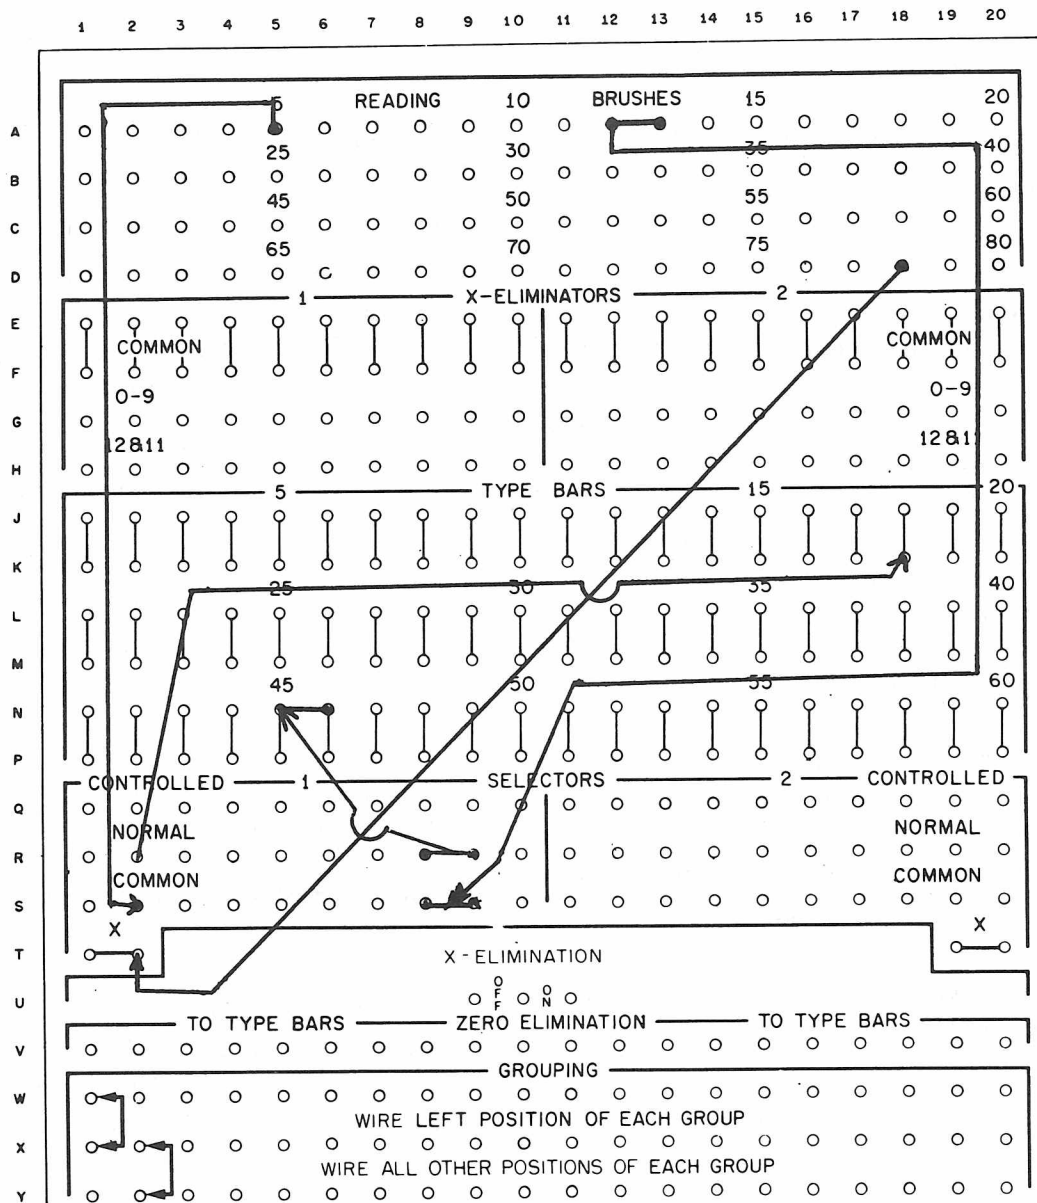 1 2 3 4 5 6 7 8 9 10 11 12 13 14 15 16 17 18 19 20
5 READING 10 BRUSHES 15 20
A
25 30 35 40
B
45 50 55 60
C
65 70 75 80
D
1 X-ELIMINATORS 2
E
COMMON COMMON
F
0-9 0-9
G
12&11 12&11
H
5 TYPE BARS 15 20
J
K
25 30 35 40
L
M
45 50 55 60
N
P
CONTROLLED 1 SELECTORS 2 CONTROLLED
Q
NORMAL NORMAL
R
COMMON COMMON
S
X X
T
X-ELIMINATION
U OFF ON
TO TYPE BARS ZERO ELIMINATION TO TYPE BARS
V
GROUPING
W
WIRE LEFT POSITION OF EACH GROUP
X
WIRE ALL OTHER POSITIONS OF EACH GROUP
Y